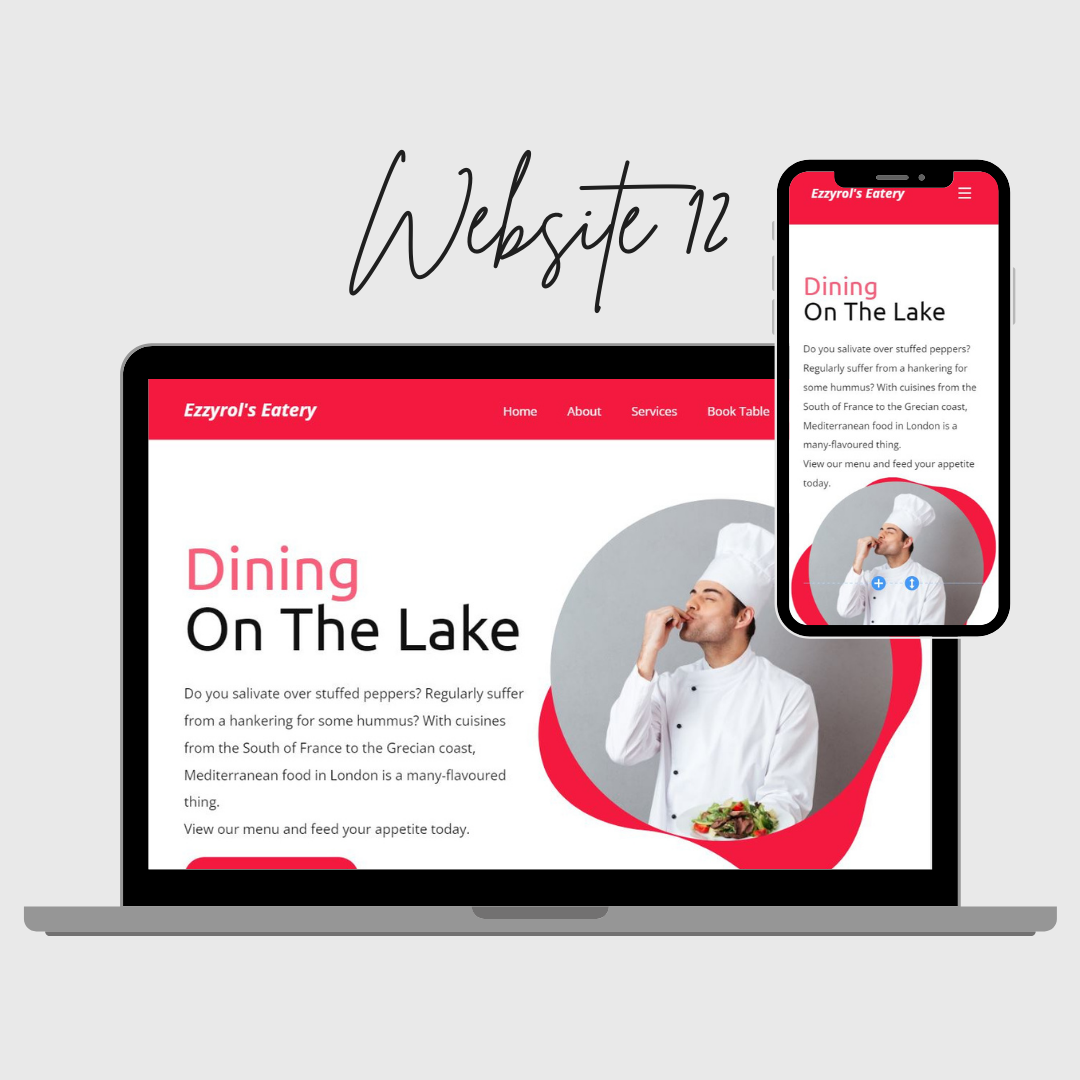 Website 12
Ezzyrol's Eatery
Home About Services Book Table
Dining
On The Lake
Do you salivate over stuffed peppers? Regularly suffer
from a hankering for some hummus? With cuisines
from the South of France to the Grecian coast,
Mediterranean food in London is a many-flavoured
thing.
View our menu and feed your appetite today.
Ezzyrol's Eatery
Dining
On The Lake
Do you salivate over stuffed peppers?
Regularly suffer from a hankering for
some hummus? With cuisines from the
South of France to the Grecian coast,
Mediterranean food in London is a
many-flavoured thing.
View our menu and feed your appetite
today.